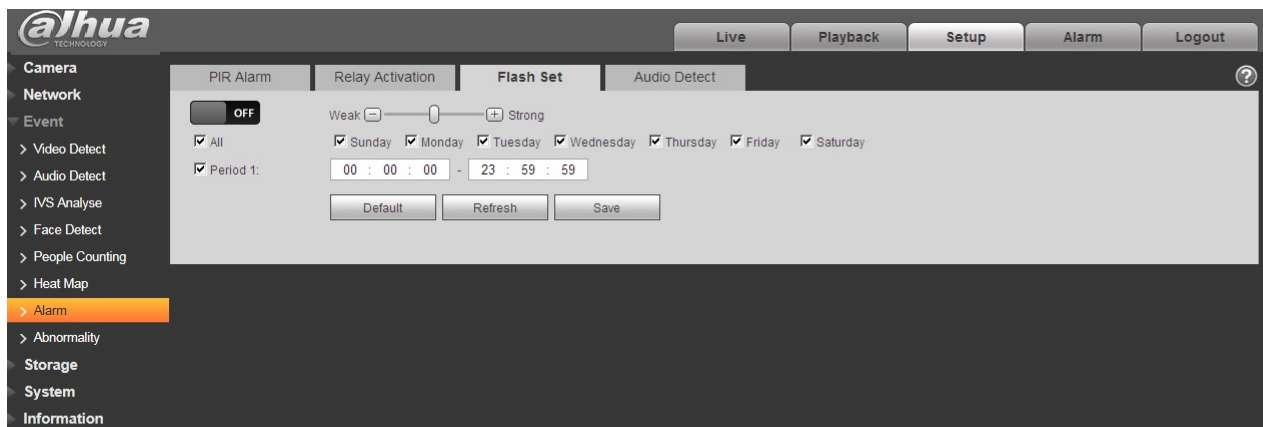 alhua
TECHNOLOGY
Live
Playback
Setup
Alarm
Logout
Camera
Network
Event
Video Detect
Audio Detect
IVS Analyse
Face Detect
People Counting
Heat Map
Alarm
Abnormality
Storage
System
Information
PIR Alarm
Relay Activation
Flash Set
Audio Detect
?
OFF
Weak - + Strong
All Sunday Monday Tuesday Wednesday Thursday Friday Saturday
Period 1: 00 : 00 : 00 - 23 : 59 : 59
Default Refresh Save